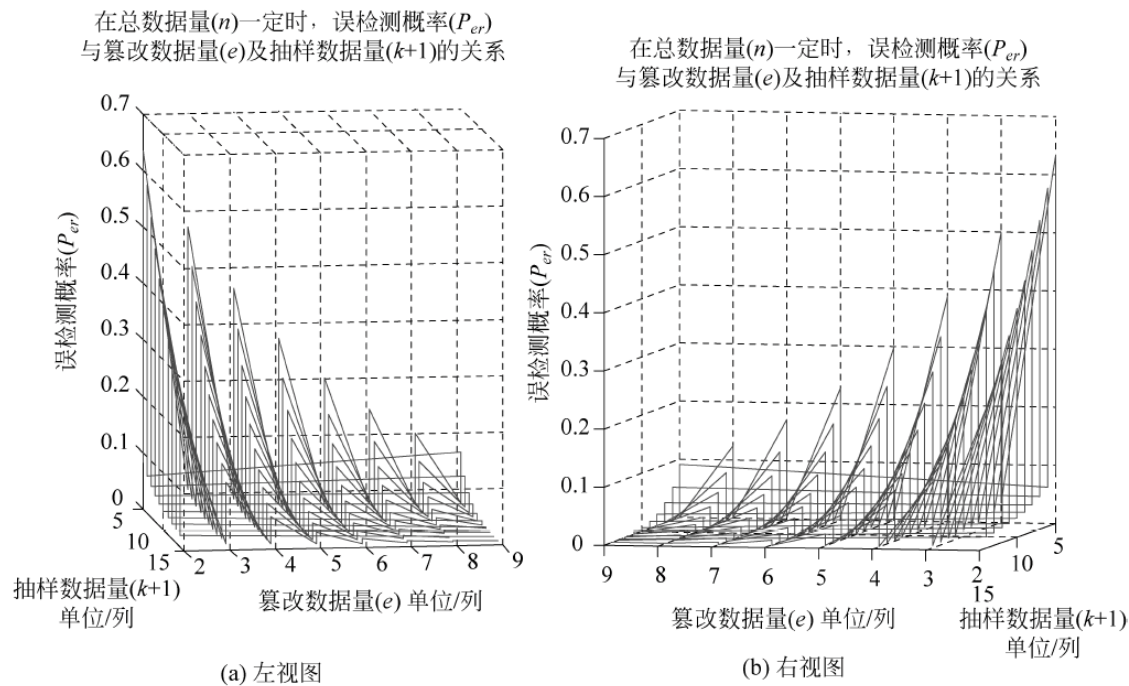 在总数据量(n)一定时，误检测概率(Per)
与篡改数据量(e)及抽样数据量(k+1)的关系
0.7
0.6
0.5
0.4
0.3
0.2
0.1
0
误检测概率(Per)
5
10
15
2
3
4
5
6
7
8
9
抽样数据量(k+1)
单位/列
篡改数据量(e) 单位/列
(a) 左视图
在总数据量(n)一定时，误检测概率(Per)
与篡改数据量(e)及抽样数据量(k+1)的关系
0.7
0.6
0.5
0.4
0.3
0.2
0.1
0
误检测概率(Per)
9
8
7
6
5
4
3
2
15
10
5
篡改数据量(e) 单位/列
抽样数据量(k+1)
单位/列
(b) 右视图